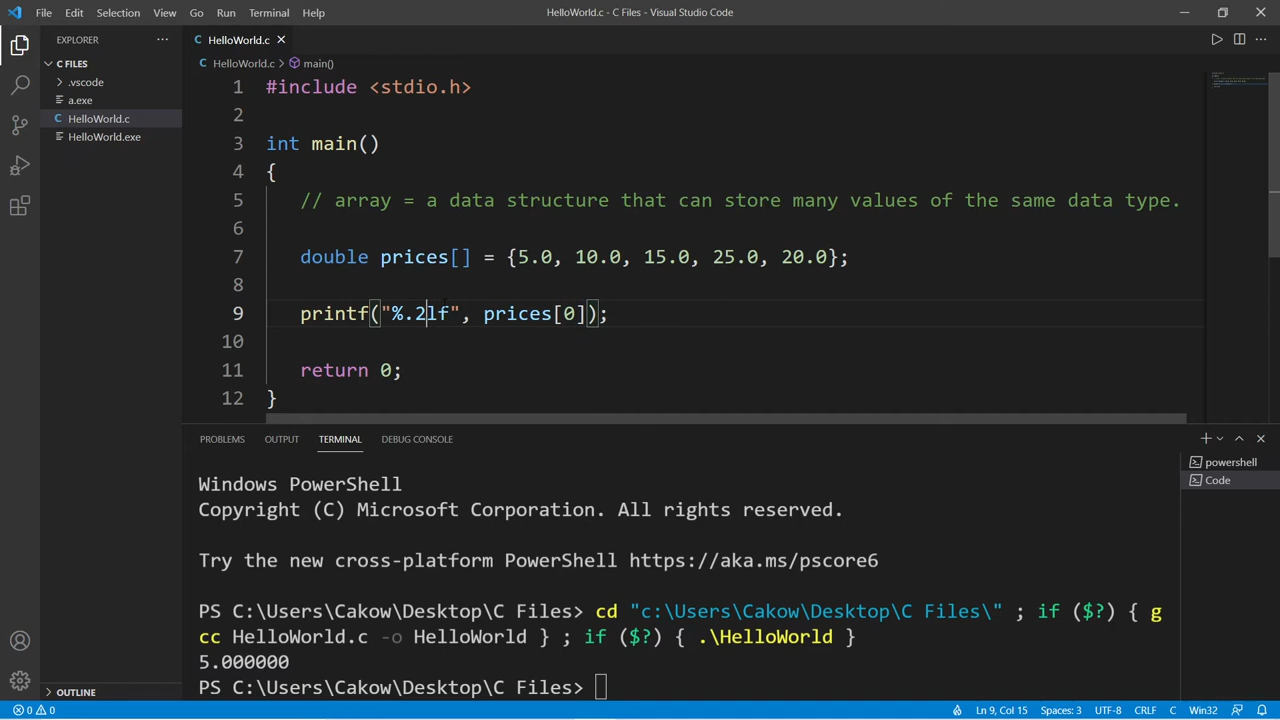 File Edit Selection View Go Run Terminal Help
HelloWorld.c - C Files - Visual Studio Code
EXPLORER
C FILES
.vscode
a.exe
C HelloWorld.c
HelloWorld.exe
OUTLINE
C HelloWorld.c
C HelloWorld.c > main()
1 #include <stdio.h>
2
3 int main()
4 {
5 // array = a data structure that can store many values of the same data type.
6
7 double prices[] = {5.0, 10.0, 15.0, 25.0, 20.0};
8
9 printf("%.2lf", prices[0]);
10
11 return 0;
12 }
PROBLEMS OUTPUT TERMINAL DEBUG CONSOLE
powershell
Code
Windows PowerShell
Copyright (C) Microsoft Corporation. All rights reserved.
Try the new cross-platform PowerShell https://aka.ms/pscore6
PS C:\Users\Cakow\Desktop\C Files> cd "c:\Users\Cakow\Desktop\C Files\" ; if ($?) { g
cc HelloWorld.c -o HelloWorld } ; if ($?) { .\HelloWorld }
5.000000
PS C:\Users\Cakow\Desktop\C Files>
0 0 Ln 9, Col 15 Spaces: 3 UTF-8 CRLF C Win32